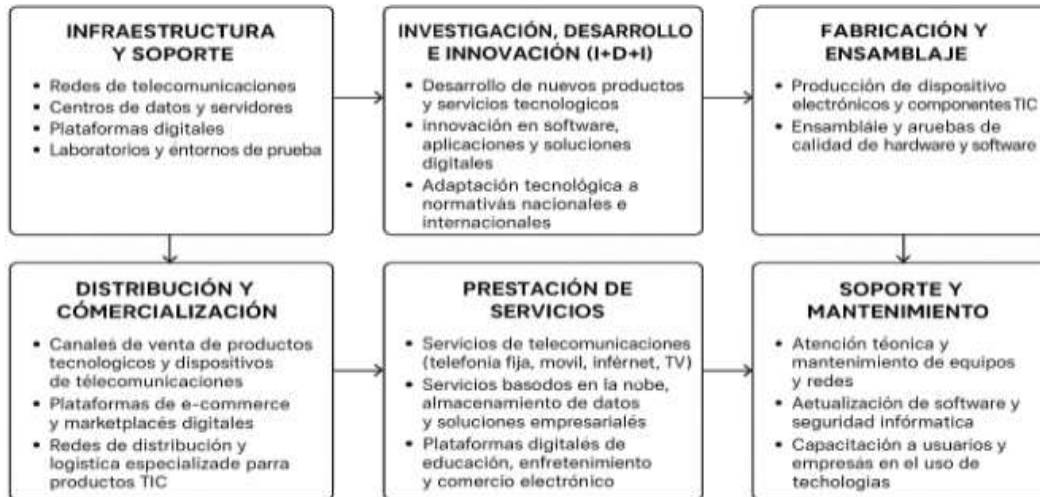 INFRAESTRUCTURA
Y SOPORTE
• Redes de telecomunicaciones
• Centros de datos y servidores
• Plataformas digitales
• Laboratorios y entornos de prueba
INVESTIGACIÓN, DESARROLLO
E INNOVACIÓN (I+D+I)
• Desarrollo de nuevos productos
y servicios tecnologicos
• innovación en software,
aplicaciones y soluciones
digitales
• Adaptación tecnológica a
normativás nacionales e
internacionales
FABRICACIÓN Y
ENSAMBLAJE
• Producción de dispositivo
electrónicos y componentes TIC
• Ensambláie y aruebas de
calidad de hardware y software
DISTRIBUCIÓN Y
CÓMERCIALIZACIÓN
• Canales de venta de productos
tecnologicos y dispositivos
de télecomunicaciones
• Plataformas de e-commerce
y marketplacés digitales
• Redes de distribución y
logistica especializade parra
productos TIC
PRESTACIÓN DE
SERVICIOS
• Servicios de telecomunicaciones
(telefonia fija, movil, inférnet, TV)
• Servicios basodos en la nobe,
almacenamiento de datos
y soluciones empresarialés
• Plataformas digitalés de
educación, enfretenimiento
y comercio electrónico
SOPORTE Y
MANTENIMIENTO
• Atención téonica y
mantenimiento de equipos
y redes
• Aetualización de software y
seguridad infórmatica
• Capacitación a usuarios y
empresas en el uso de
techologias